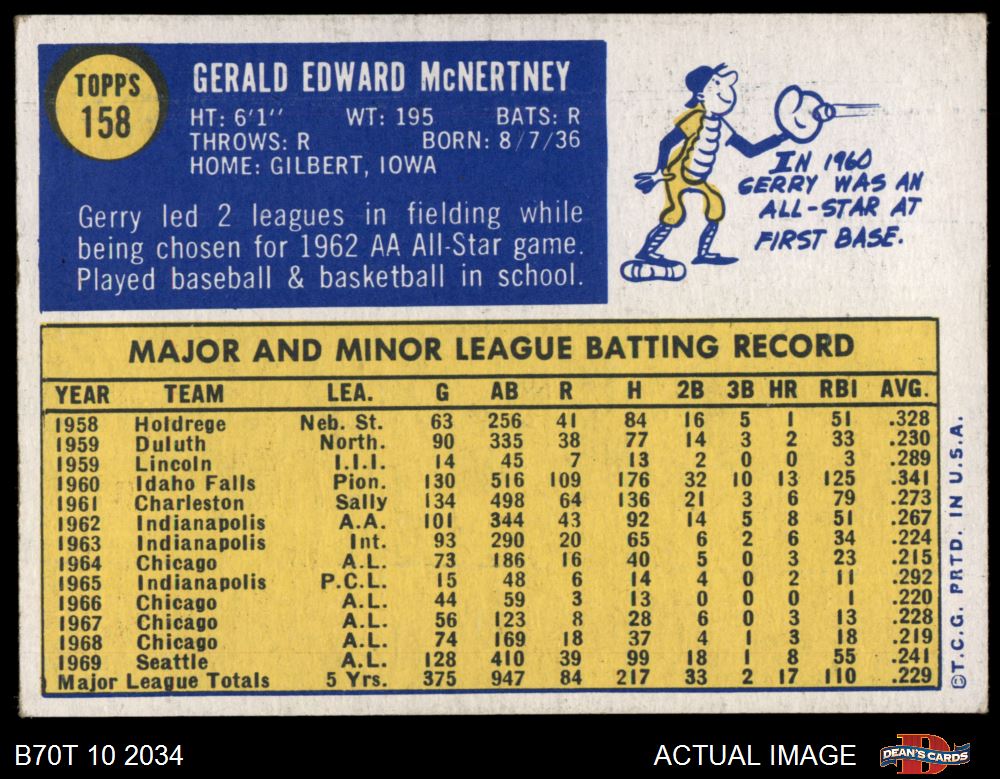 TOPPS
158
GERALD EDWARD McNERTNEY
HT: 6'1'' WT: 195 BATS: R
THROWS: R BORN: 8/7/36
HOME: GILBERT, IOWA
Gerry led 2 leagues in fielding while
being chosen for 1962 AA All-Star game.
Played baseball & basketball in school.
IN 1960
GERRY WAS AN
ALL-STAR AT
FIRST BASE.
MAJOR AND MINOR LEAGUE BATTING RECORD
YEAR TEAM LEA. G AB R H 2B 3B HR RBI AVG.
1958 Holdrege Neb. St. 63 256 41 84 16 5 1 51 .328
1959 Duluth North. 90 335 38 77 14 3 2 33 .230
1959 Lincoln I.I.I. 14 45 7 13 2 0 0 3 .289
1960 Idaho Falls Pion. 130 516 109 176 32 10 13 125 .341
1961 Charleston Sally 134 498 64 136 21 3 6 79 .273
1962 Indianapolis A.A. 101 344 43 92 14 5 8 51 .267
1963 Indianapolis Int. 93 290 20 65 6 2 6 34 .224
1964 Chicago A.L. 73 186 16 40 5 0 3 23 .215
1965 Indianapolis P.C.L. 15 48 6 14 4 0 2 11 .292
1966 Chicago A.L. 44 59 3 13 0 0 0 1 .220
1967 Chicago A.L. 56 123 8 28 6 0 3 13 .228
1968 Chicago A.L. 74 169 18 37 4 1 3 18 .219
1969 Seattle A.L. 128 410 39 99 18 1 8 55 .241
Major League Totals 5 Yrs. 375 947 84 217 33 2 17 110 .229
©T.C.G. PRTD. IN U.S.A.
B70T 10 2034
ACTUAL IMAGE
DEAN'S CARDS